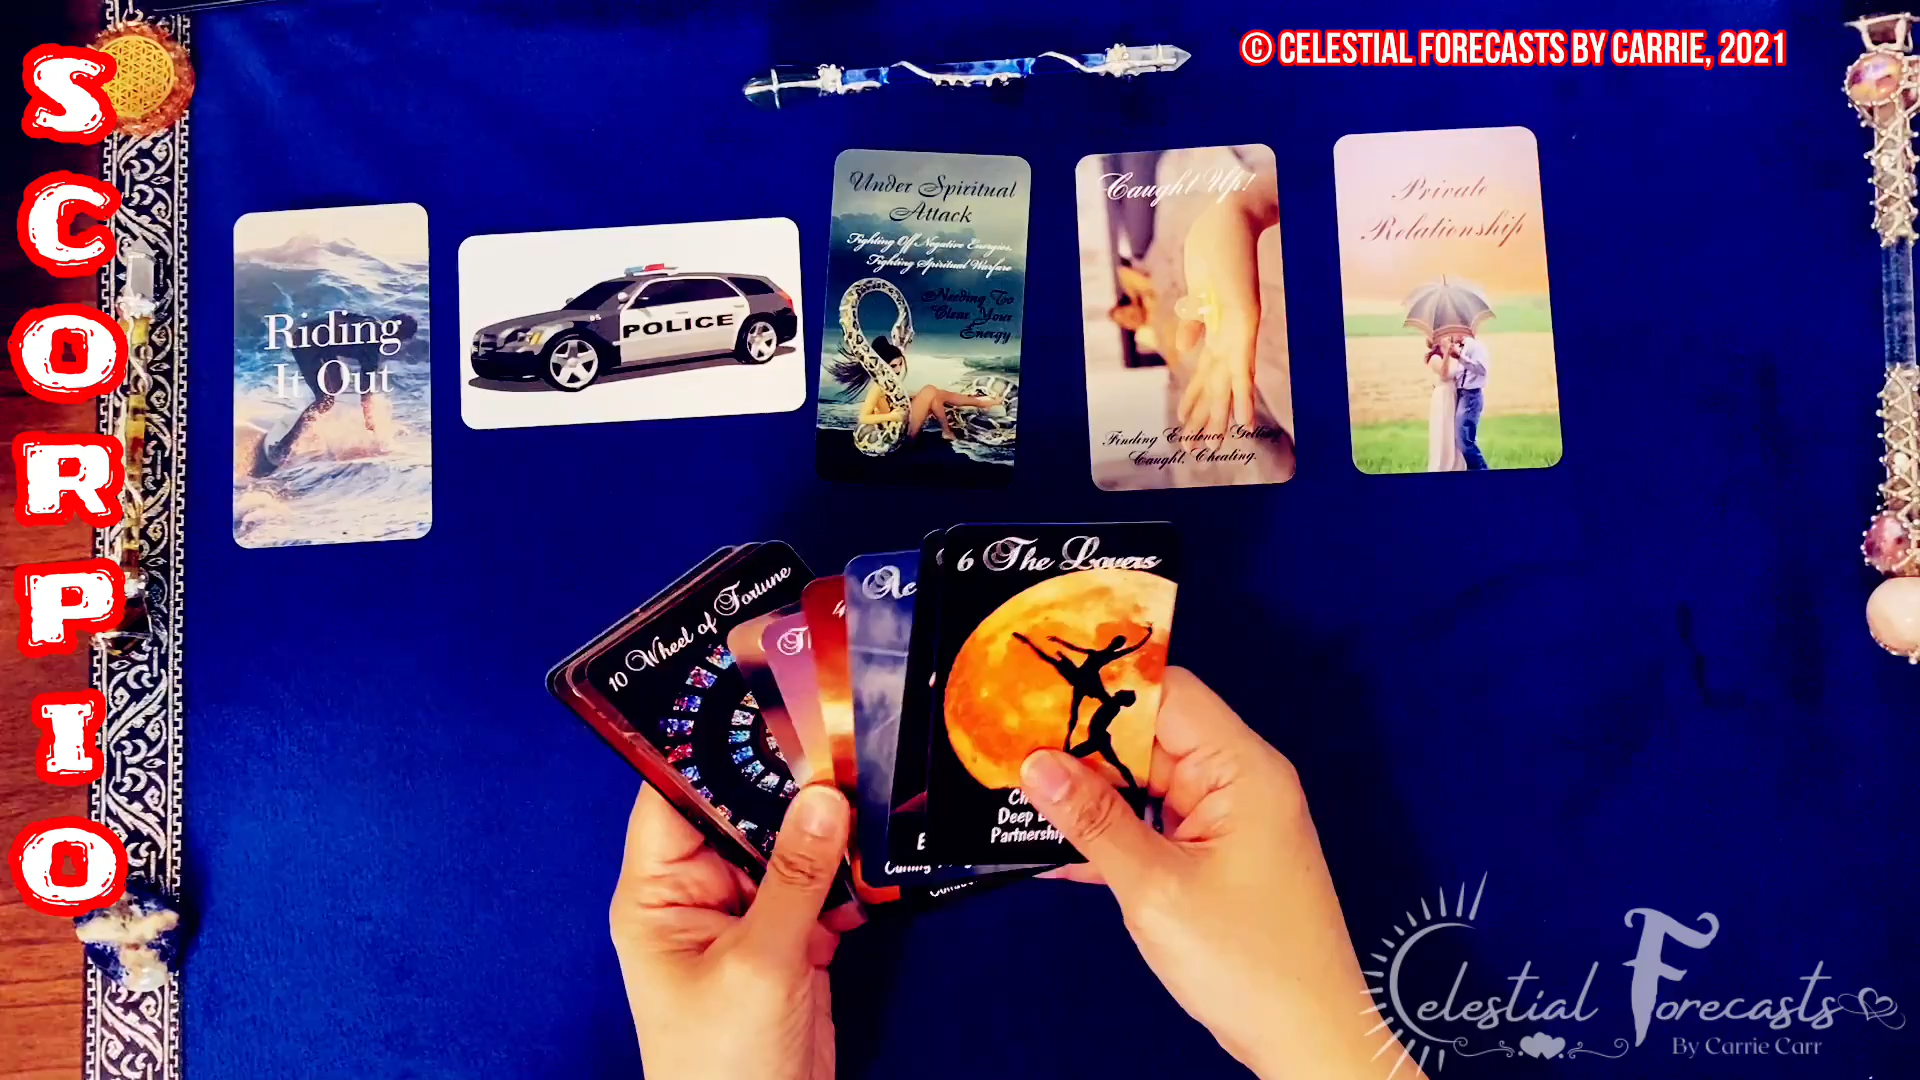 SCORPIO
© CELESTIAL FORECASTS BY CARRIE, 2021
Riding
It Out
POLICE
Under Spiritual
Attack
Fighting Off Negative Energies,
Fighting Spiritual Warfare
Needing To
Clear Your
Energy
Caught Up!
Finding Evidence, Getting
Caught, Cheating.
Private
Relationship
10 Wheel of Fortune
4
Ac
6 The Lovers
Deep
Partnership
Celestial Forecasts
By Carrie Carr